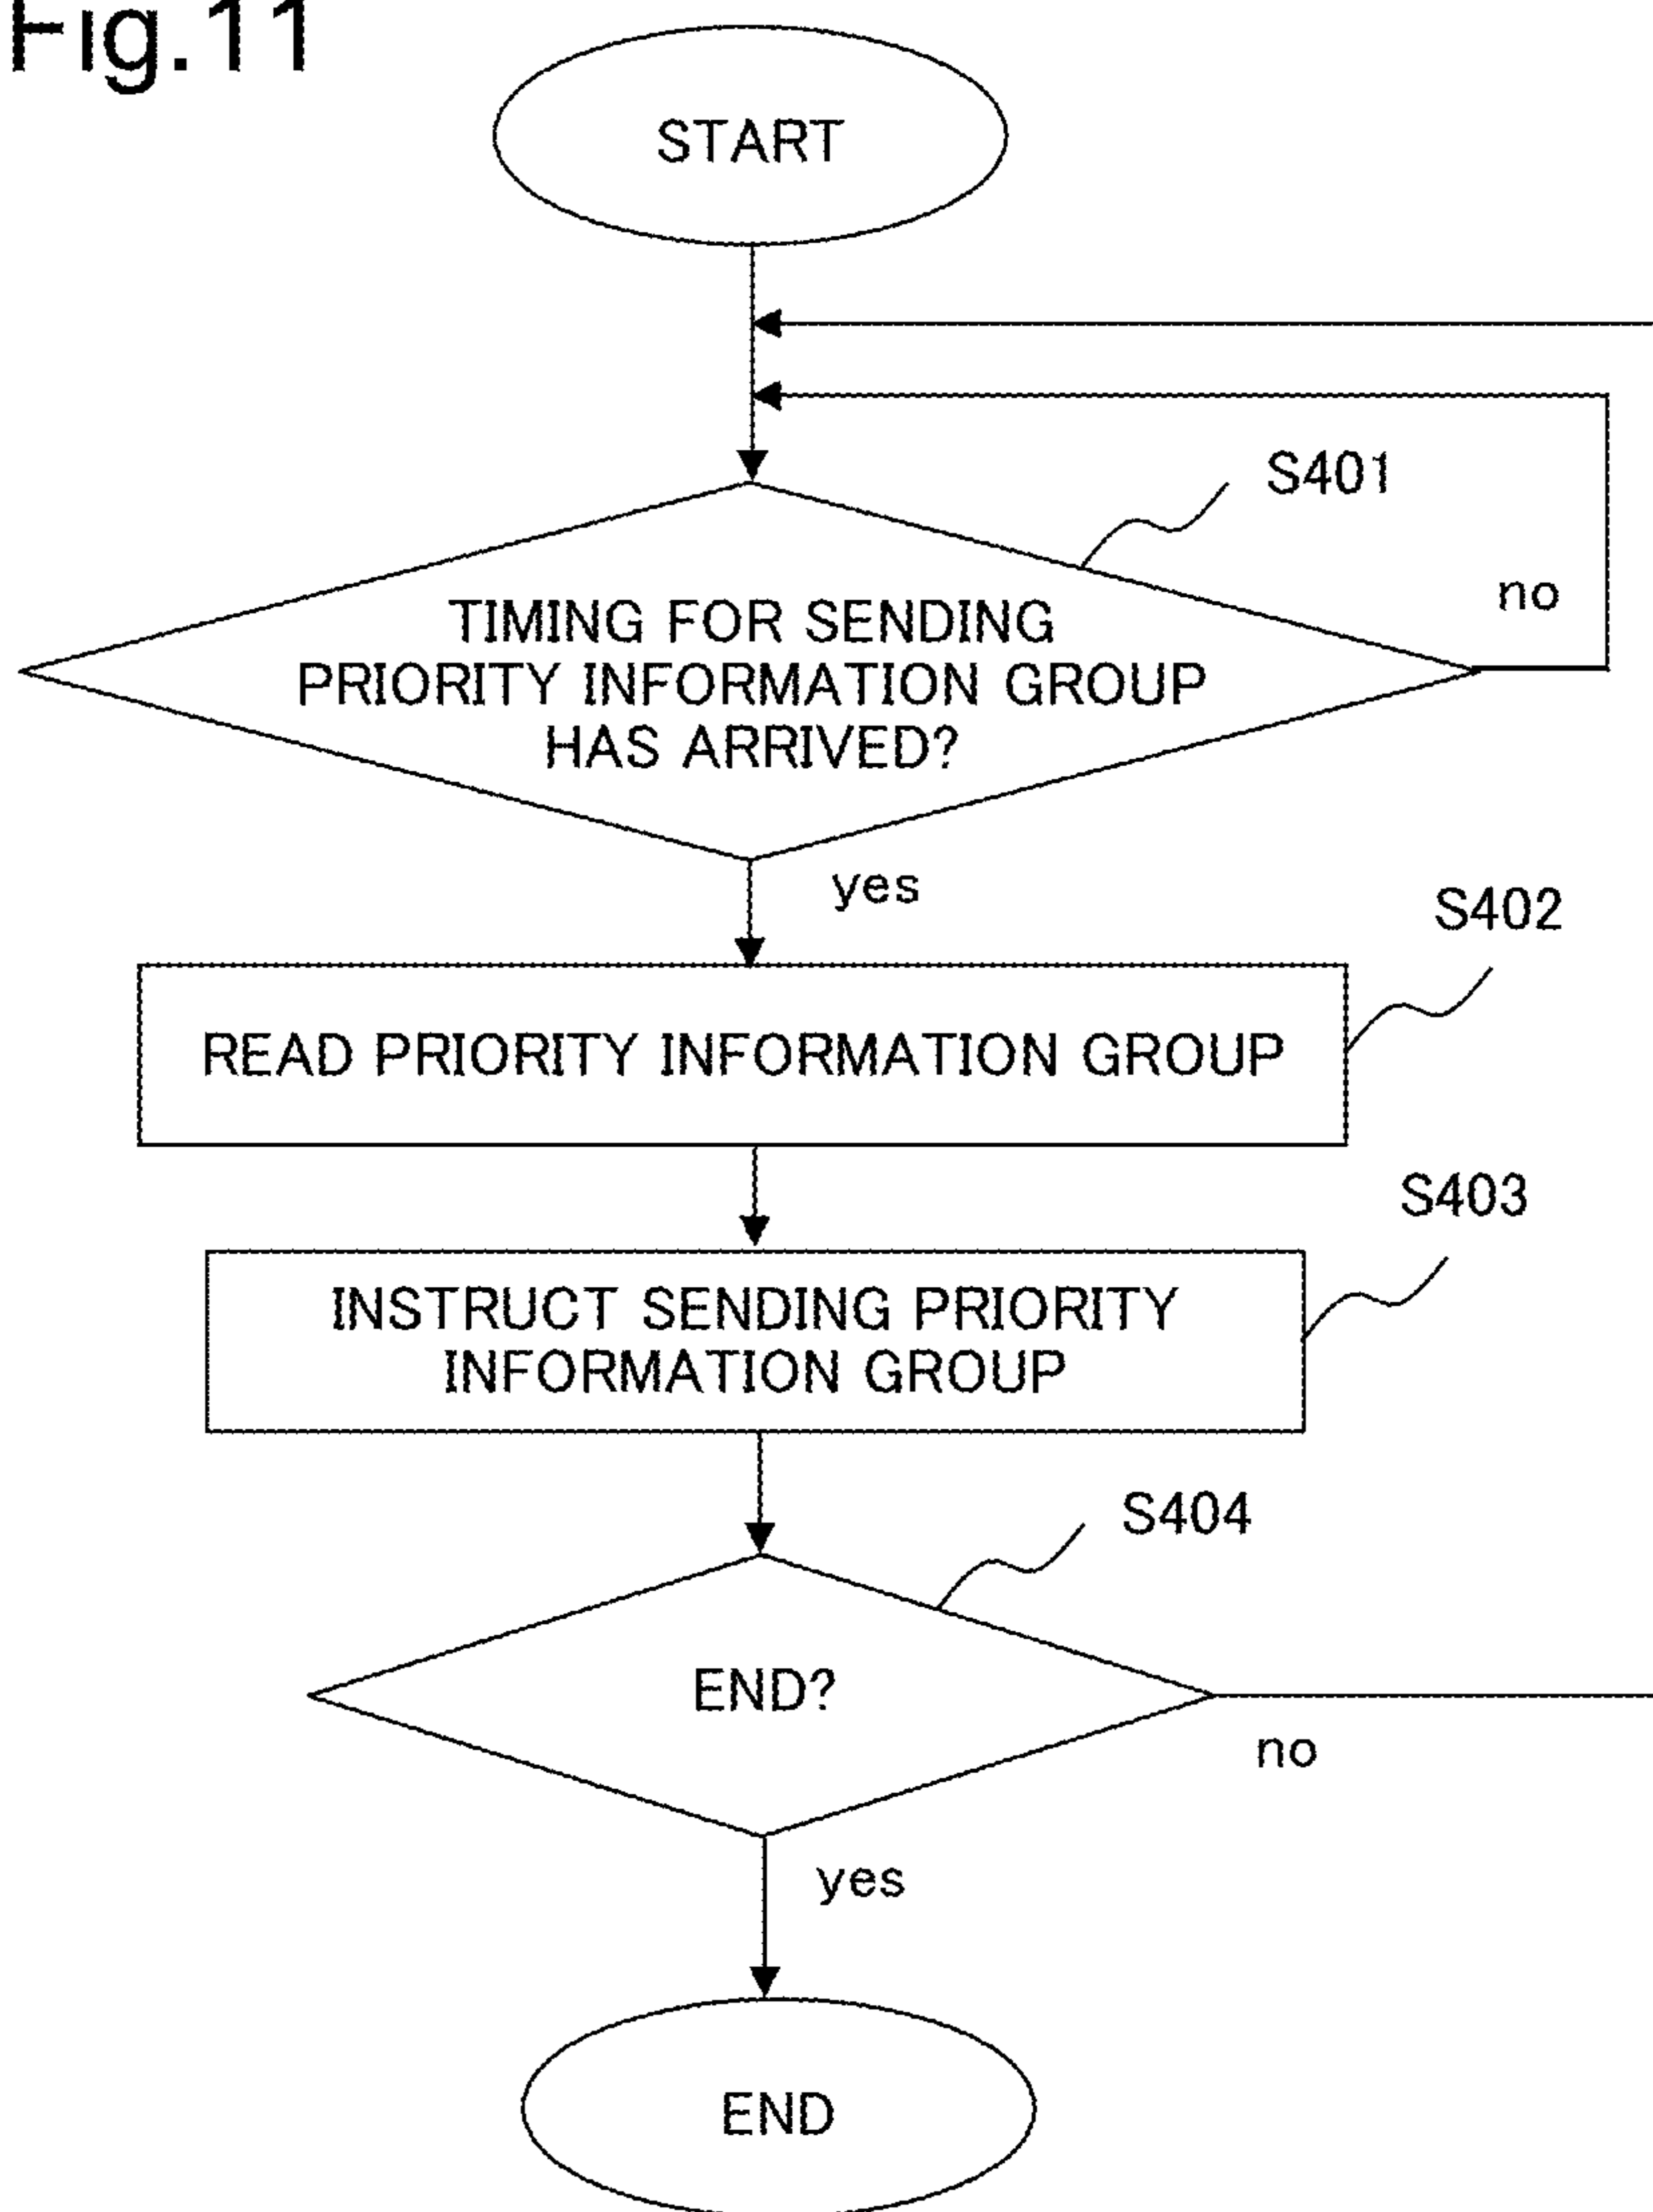 Fig.11
START
S401
TIMING FOR SENDING
PRIORITY INFORMATION GROUP
HAS ARRIVED?
no
yes
S402
READ PRIORITY INFORMATION GROUP
S403
INSTRUCT SENDING PRIORITY
INFORMATION GROUP
S404
END?
no
yes
END